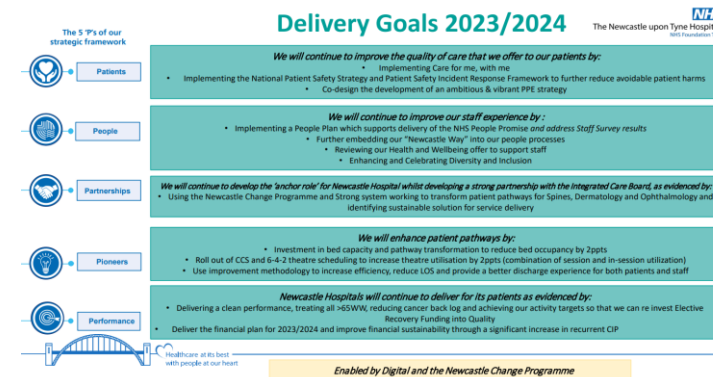 The 5 'P's of our
strategic framework
Delivery Goals 2023/2024
NH
The Newcastle upon Tyne Hospit
NHS Foundation T
Patients
We will continue to improve the quality of care that we offer to our patients by:
• Implementing Care for me, with me
• Implementing the National Patient Safety Strategy and Patient Safety Incident Response Framework to further reduce avoidable patient harms
• Co-design the development of an ambitious & vibrant PPE strategy
People
We will continue to improve our staff experience by :
• Implementing a People Plan which supports delivery of the NHS People Promise and address Staff Survey results
• Further embedding our "Newcastle Way" into our people processes
• Reviewing our Health and Wellbeing offer to support staff
• Enhancing and Celebrating Diversity and Inclusion
Partnerships
We will continue to develop the 'anchor role' for Newcastle Hospital whilst developing a strong partnership with the Integrated Care Board, as evidenced by:
• Using the Newcastle Change Programme and Strong system working to transform patient pathways for Spines, Dermatology and Ophthalmology and
identifying sustainable solution for service delivery
Pioneers
We will enhance patient pathways by:
• Investment in bed capacity and pathway transformation to reduce bed occupancy by 2ppts
• Roll out of CCS and 6-4-2 theatre scheduling to increase theatre utilisation by 2ppts (combination of session and in-session utilization)
• Use improvement methodology to increase efficiency, reduce LOS and provide a better discharge experience for both patients and staff
Performance
Newcastle Hospitals will continue to deliver for its patients as evidenced by:
• Delivering a clean performance, treating all >65WW, reducing cancer back log and achieving our activity targets so that we can re invest Elective
Recovery Funding into Quality
• Deliver the financial plan for 2023/2024 and improve financial sustainability through a significant increase in recurrent CIP
Healthcare at its best
with people at our heart
Enabled by Digital and the Newcastle Change Programme